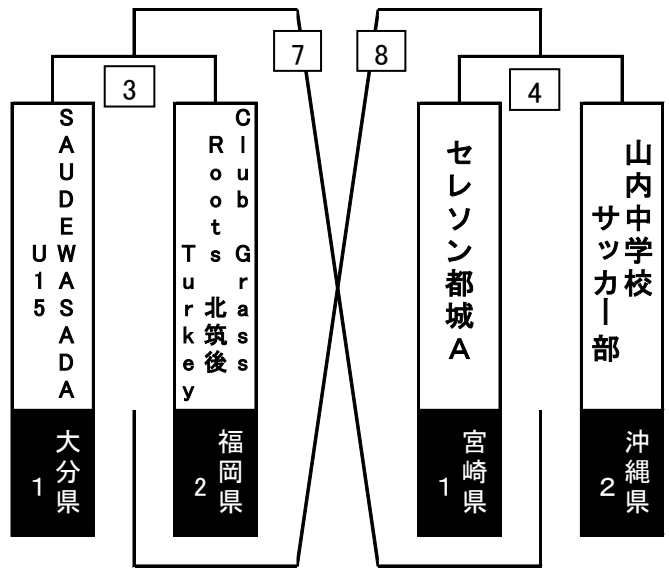 7
8
3
4
SAUDEWASADA
U15
Club Grass
Roots 北筑後
Turkey
セレソン都城A
山内中学校
サッカー部
大分県
1
福岡県
2
宮崎県
1
沖縄県
2